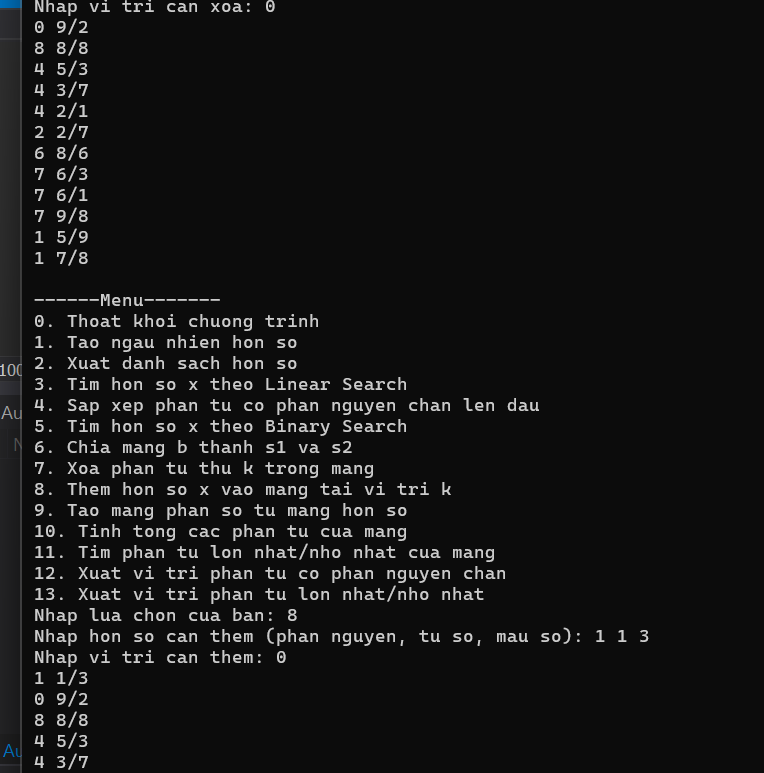 Nhap vi tri can xoa: 0
0 9/2
8 8/8
4 5/3
4 3/7
4 2/1
2 2/7
6 8/6
7 6/3
7 6/1
7 9/8
1 5/9
1 7/8
------Menu-------
0. Thoat khoi chuong trinh
1. Tao ngau nhien hon so
2. Xuat danh sach hon so
3. Tim hon so x theo Linear Search
4. Sap xep phan tu co phan nguyen chan len dau
5. Tim hon so x theo Binary Search
6. Chia mang b thanh s1 va s2
7. Xoa phan tu thu k trong mang
8. Them hon so x vao mang tai vi tri k
9. Tao mang phan so tu mang hon so
10. Tinh tong cac phan tu cua mang
11. Tim phan tu lon nhat/nho nhat cua mang
12. Xuat vi tri phan tu co phan nguyen chan
13. Xuat vi tri phan tu lon nhat/nho nhat
Nhap lua chon cua ban: 8
Nhap hon so can them (phan nguyen, tu so, mau so): 1 1 3
Nhap vi tri can them: 0
1 1/3
0 9/2
8 8/8
4 5/3
4 3/7
100
Au
N
Au